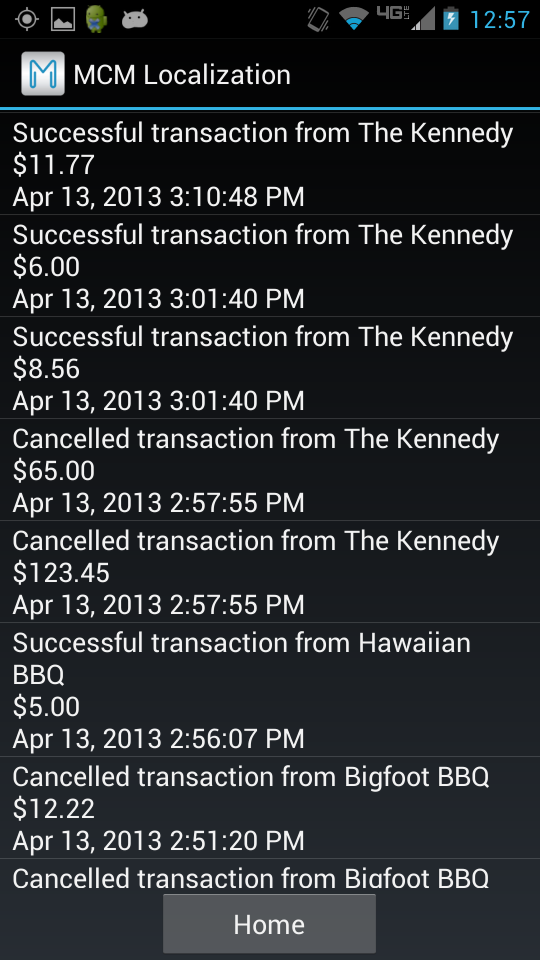 4G LTE 12:57
MCM Localization
Successful transaction from The Kennedy
$11.77
Apr 13, 2013 3:10:48 PM
Successful transaction from The Kennedy
$6.00
Apr 13, 2013 3:01:40 PM
Successful transaction from The Kennedy
$8.56
Apr 13, 2013 3:01:40 PM
Cancelled transaction from The Kennedy
$65.00
Apr 13, 2013 2:57:55 PM
Cancelled transaction from The Kennedy
$123.45
Apr 13, 2013 2:57:55 PM
Successful transaction from Hawaiian
BBQ
$5.00
Apr 13, 2013 2:56:07 PM
Cancelled transaction from Bigfoot BBQ
$12.22
Apr 13, 2013 2:51:20 PM
Cancelled transaction from Bigfoot BBQ
Home